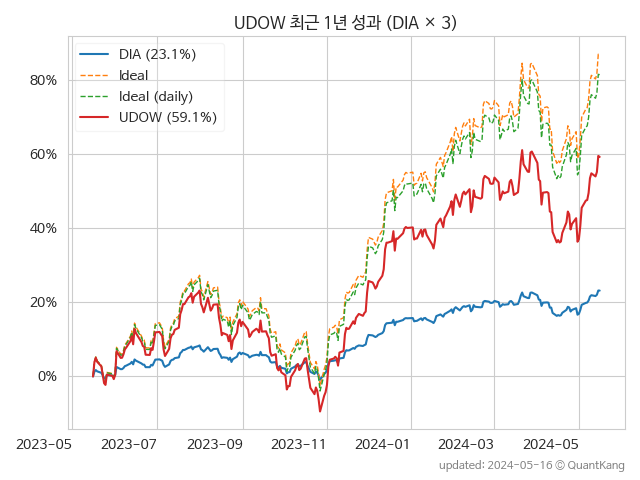 UDOW 최근 1년 성과 (DIA × 3)
DIA (23.1%)
Ideal
Ideal (daily)
UDOW (59.1%)
80%
60%
40%
20%
0%
2023-05 2023-07 2023-09 2023-11 2024-01 2024-03 2024-05
updated: 2024-05-16 © QuantKang